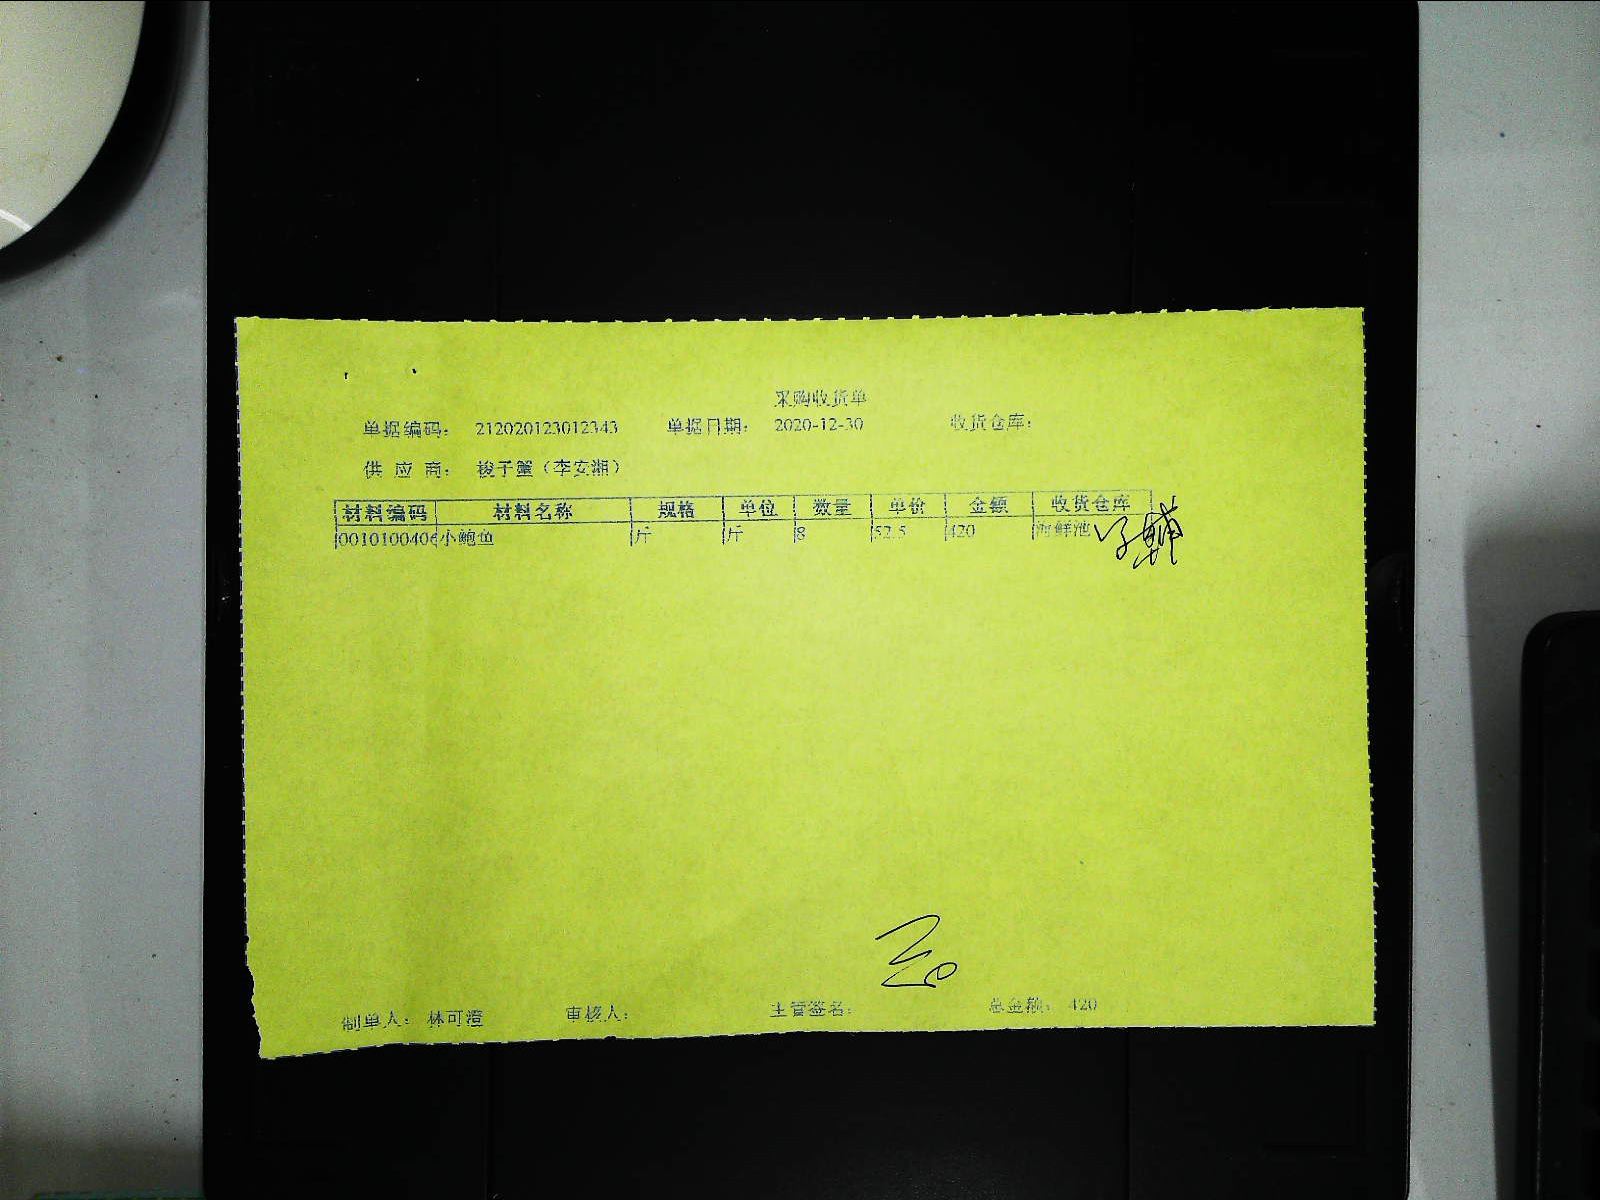 采购收货单
单据编码: 212020123012343 单据日期: 2020-12-30 收货仓库:
供应商: 梭子蟹(李安湘)
材料编码 材料名称 规格 单位 数量 单价 金额 收货仓库
0010100406 小鲍鱼 斤 斤 8 52.5 420 海鲜池
制单人: 林可澄 审核人: 主管签名: 总金额: 420